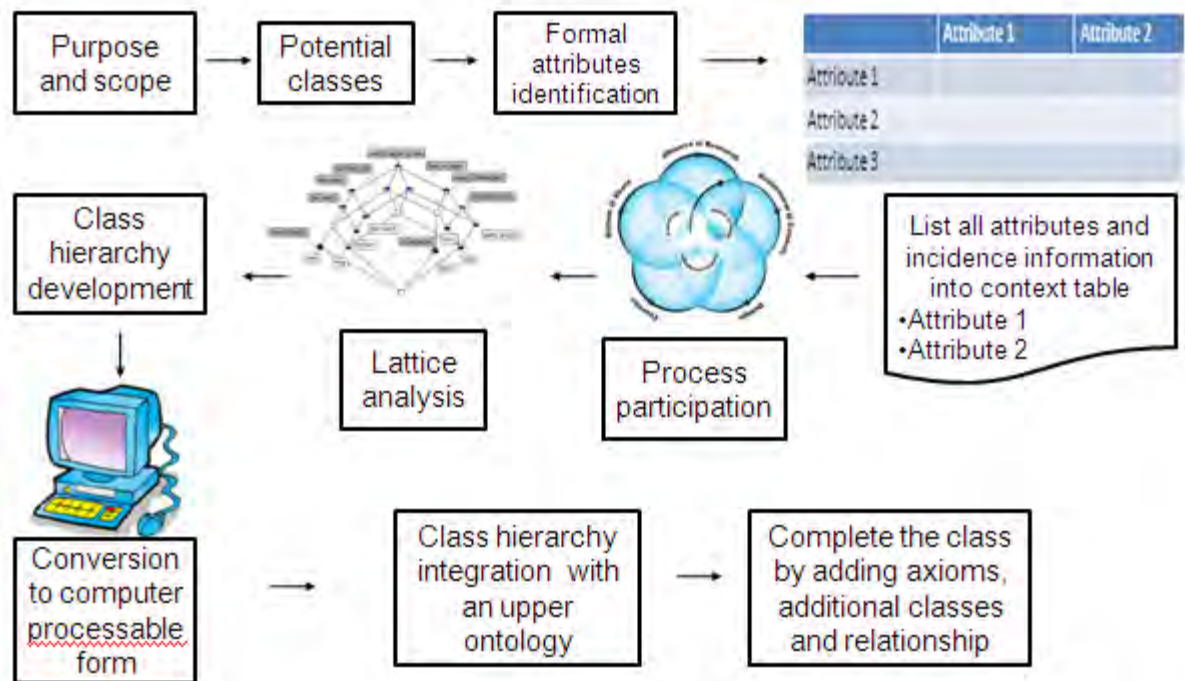 Purpose
and scope
Potential
classes
Formal
attributes
identification
Attribute 1 Attribute 2
Attribute 1
Attribute 2
Attribute 3
List all attributes and
incidence information
into context table
•Attribute 1
•Attribute 2
Process
participation
Lattice
analysis
Class
hierarchy
development
Conversion
to computer
processable
form
Class hierarchy
integration with
an upper
ontology
Complete the class
by adding axioms,
additional classes
and relationship